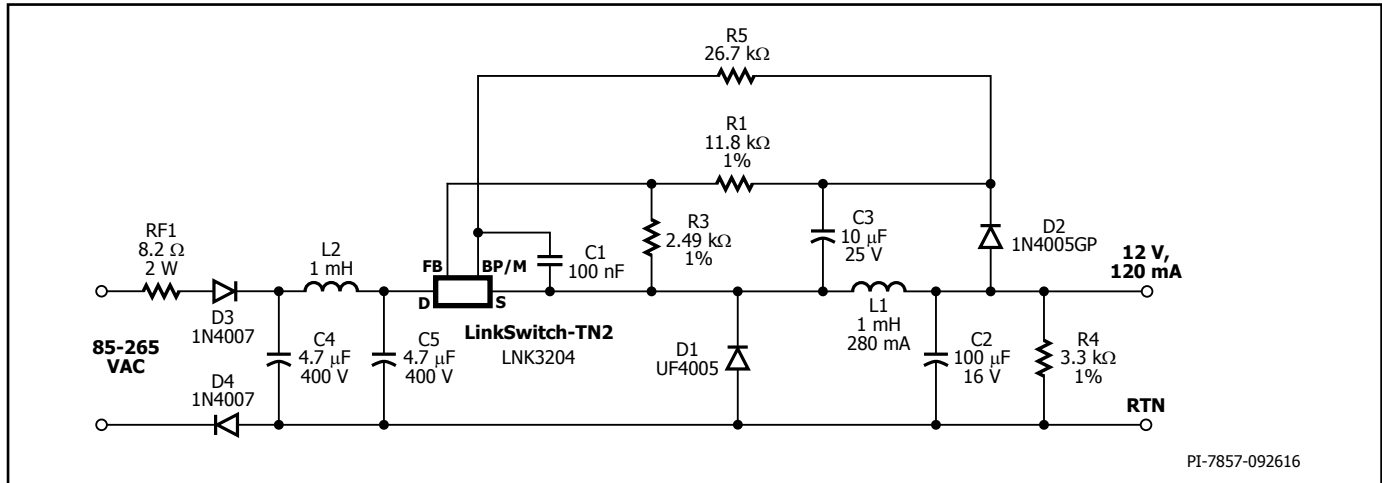 R5
26.7 kΩ
R1
11.8 kΩ
1%
RF1
8.2 Ω
2 W
D3
1N4007
L2
1 mH
FB
BP/M
D
S
C1
100 nF
R3
2.49 kΩ
1%
C3
10 µF
25 V
D2
1N4005GP
12 V,
120 mA
85-265
VAC
C4
4.7 µF
400 V
C5
4.7 µF
400 V
LinkSwitch-TN2
LNK3204
D1
UF4005
L1
1 mH
280 mA
C2
100 µF
16 V
R4
3.3 kΩ
1%
D4
1N4007
RTN
PI-7857-092616